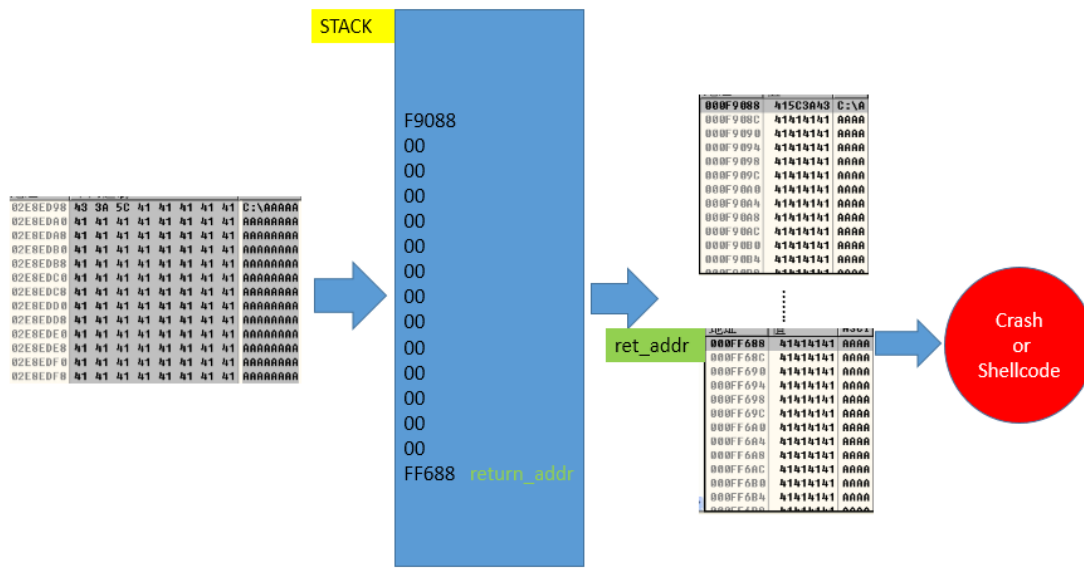 STACK
F9088
00
00
00
00
00
00
00
00
00
00
00
00
00
FF688 return_addr
02E8ED98 43 3A 5C 41 41 41 41 41 C:\AAAAA
02E8EDA0 41 41 41 41 41 41 41 41 AAAAAAAA
02E8EDA8 41 41 41 41 41 41 41 41 AAAAAAAA
02E8EDB0 41 41 41 41 41 41 41 41 AAAAAAAA
02E8EDB8 41 41 41 41 41 41 41 41 AAAAAAAA
02E8EDC0 41 41 41 41 41 41 41 41 AAAAAAAA
02E8EDC8 41 41 41 41 41 41 41 41 AAAAAAAA
02E8EDD0 41 41 41 41 41 41 41 41 AAAAAAAA
02E8EDD8 41 41 41 41 41 41 41 41 AAAAAAAA
02E8EDE0 41 41 41 41 41 41 41 41 AAAAAAAA
02E8EDE8 41 41 41 41 41 41 41 41 AAAAAAAA
02E8EDF0 41 41 41 41 41 41 41 41 AAAAAAAA
02E8EDF8 41 41 41 41 41 41 41 41 AAAAAAAA
000F9088 415C3A43 C:\A
000F908C 41414141 AAAA
000F9090 41414141 AAAA
000F9094 41414141 AAAA
000F9098 41414141 AAAA
000F909C 41414141 AAAA
000F90A0 41414141 AAAA
000F90A4 41414141 AAAA
000F90A8 41414141 AAAA
000F90AC 41414141 AAAA
000F90B0 41414141 AAAA
000F90B4 41414141 AAAA
ret_addr
地址 值 ASCI
000FF688 41414141 AAAA
000FF68C 41414141 AAAA
000FF690 41414141 AAAA
000FF694 41414141 AAAA
000FF698 41414141 AAAA
000FF69C 41414141 AAAA
000FF6A0 41414141 AAAA
000FF6A4 41414141 AAAA
000FF6A8 41414141 AAAA
000FF6AC 41414141 AAAA
000FF6B0 41414141 AAAA
000FF6B4 41414141 AAAA
Crash
or
Shellcode